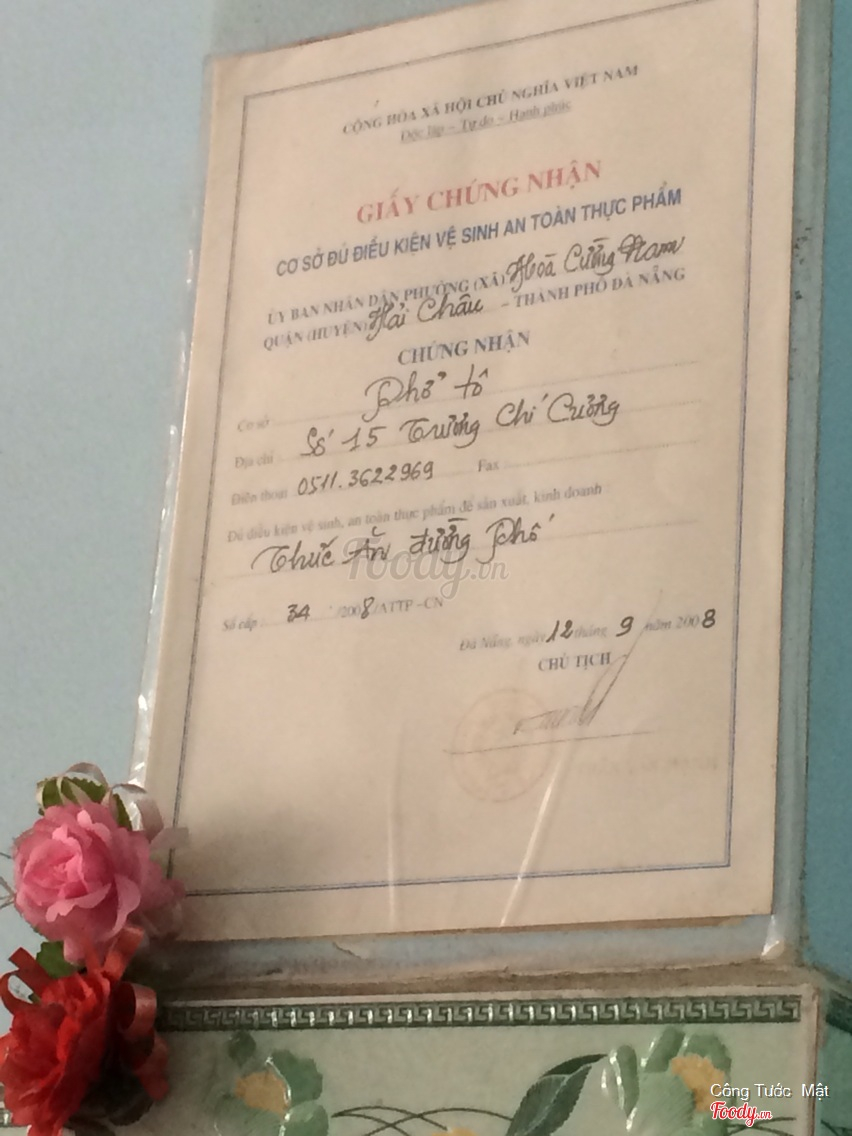 CỘNG HÒA XÃ HỘI CHỦ NGHĨA VIỆT NAM
Độc lập – Tự do – Hạnh phúc
GIẤY CHỨNG NHẬN
CƠ SỞ ĐỦ ĐIỀU KIỆN VỆ SINH AN TOÀN THỰC PHẨM
ỦY BAN NHÂN DÂN PHƯỜNG (XÃ) Hoà Cường Nam
QUẬN (HUYỆN) Hải Châu – THÀNH PHỐ ĐÀ NẴNG
CHỨNG NHẬN
Cơ sở Phở tô
Địa chỉ Số 15 Trương Chí Cương
Điện thoại 0511.3622969 Fax
Đủ điều kiện vệ sinh, an toàn thực phẩm để sản xuất, kinh doanh
Thức Ăn đường Phố
Foody.vn
Số cấp 34 /2008/ATTP-CN
Đà Nẵng, ngày 12 tháng 9 năm 2008
CHỦ TỊCH
Công Tước Mật
Foody.vn